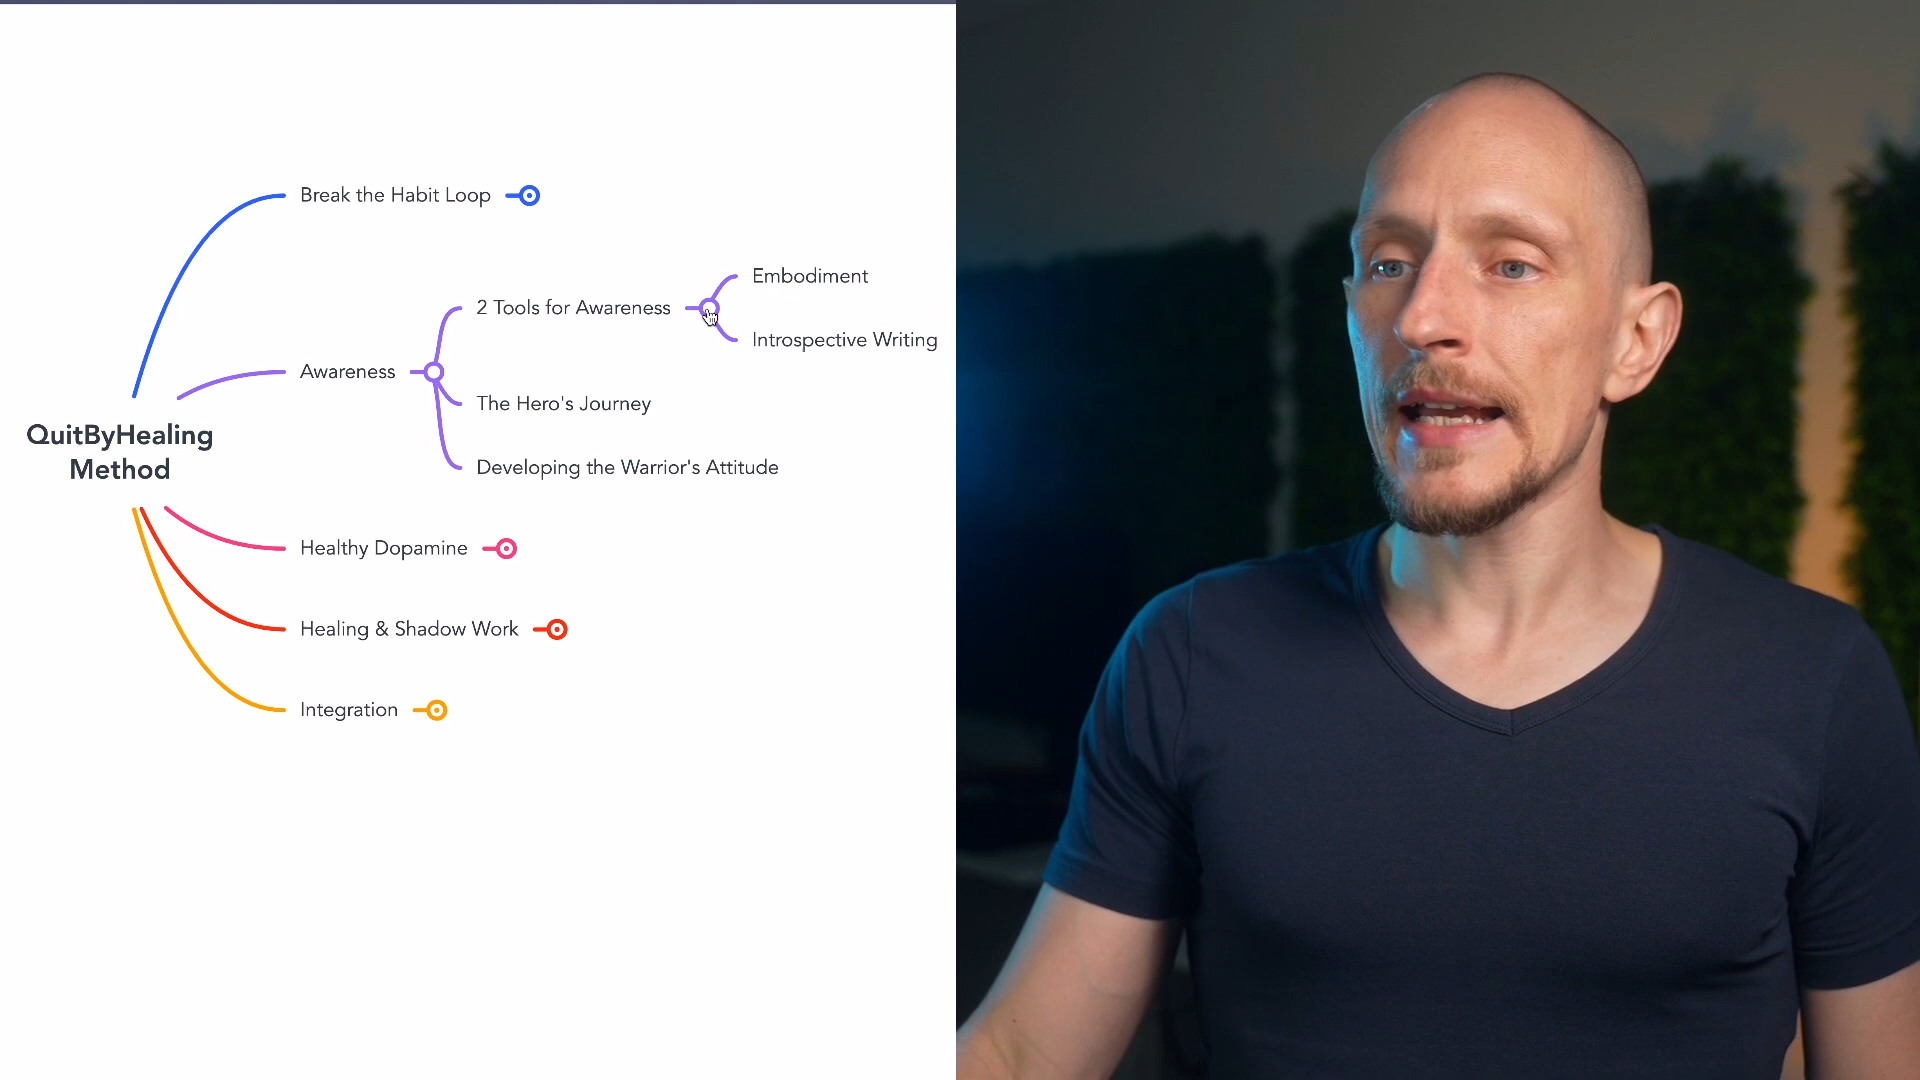 Break the Habit Loop
Embodiment
2 Tools for Awareness
Introspective Writing
Awareness
The Hero's Journey
QuitByHealing
Method
Developing the Warrior's Attitude
Healthy Dopamine
Healing & Shadow Work
Integration